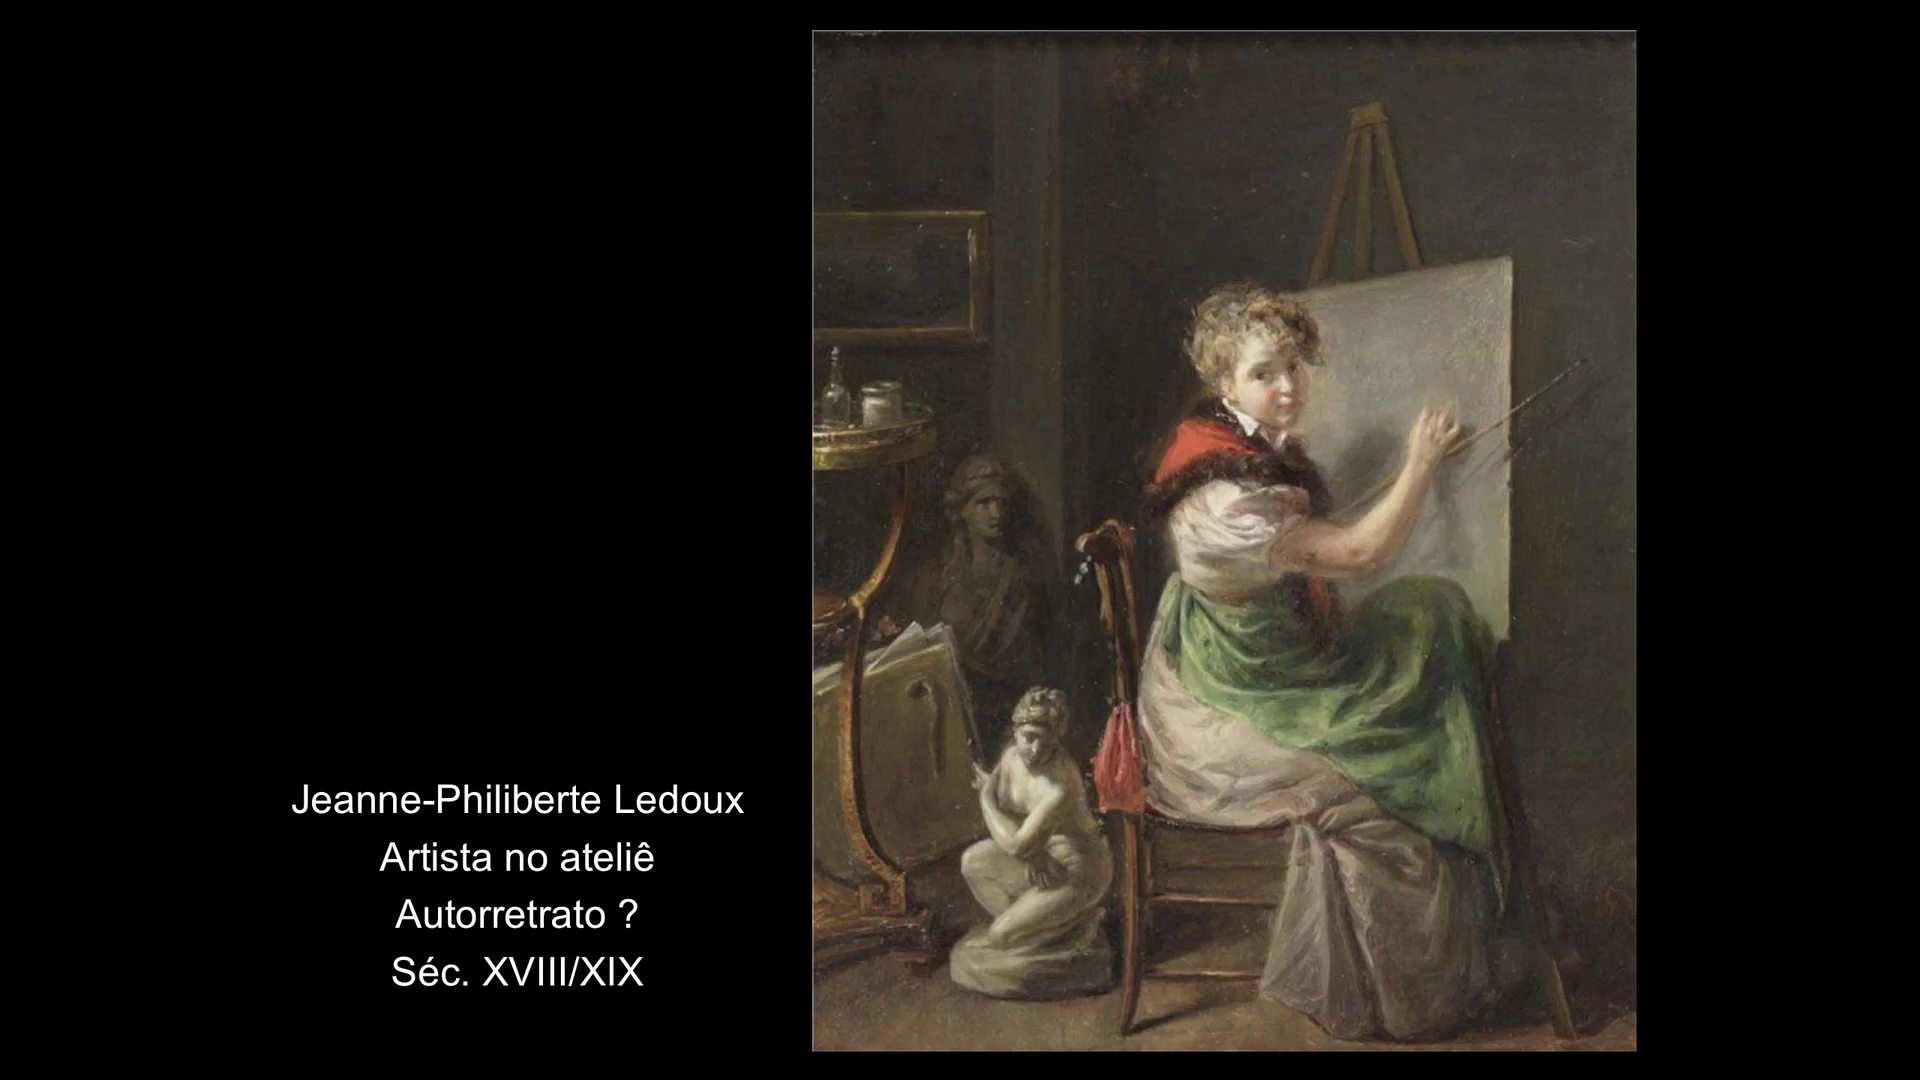 Jeanne-Philiberte Ledoux
Artista no ateliê
Autorretrato ?
Séc. XVIII/XIX